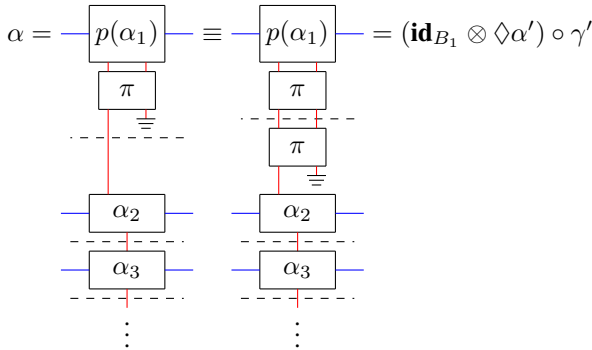 α = p(α₁) ≡ p(α₁) = (id_{B₁} ⊗ ◊α′) ∘ γ′
π π
π
α₂ α₂
α₃ α₃
⋮ ⋮